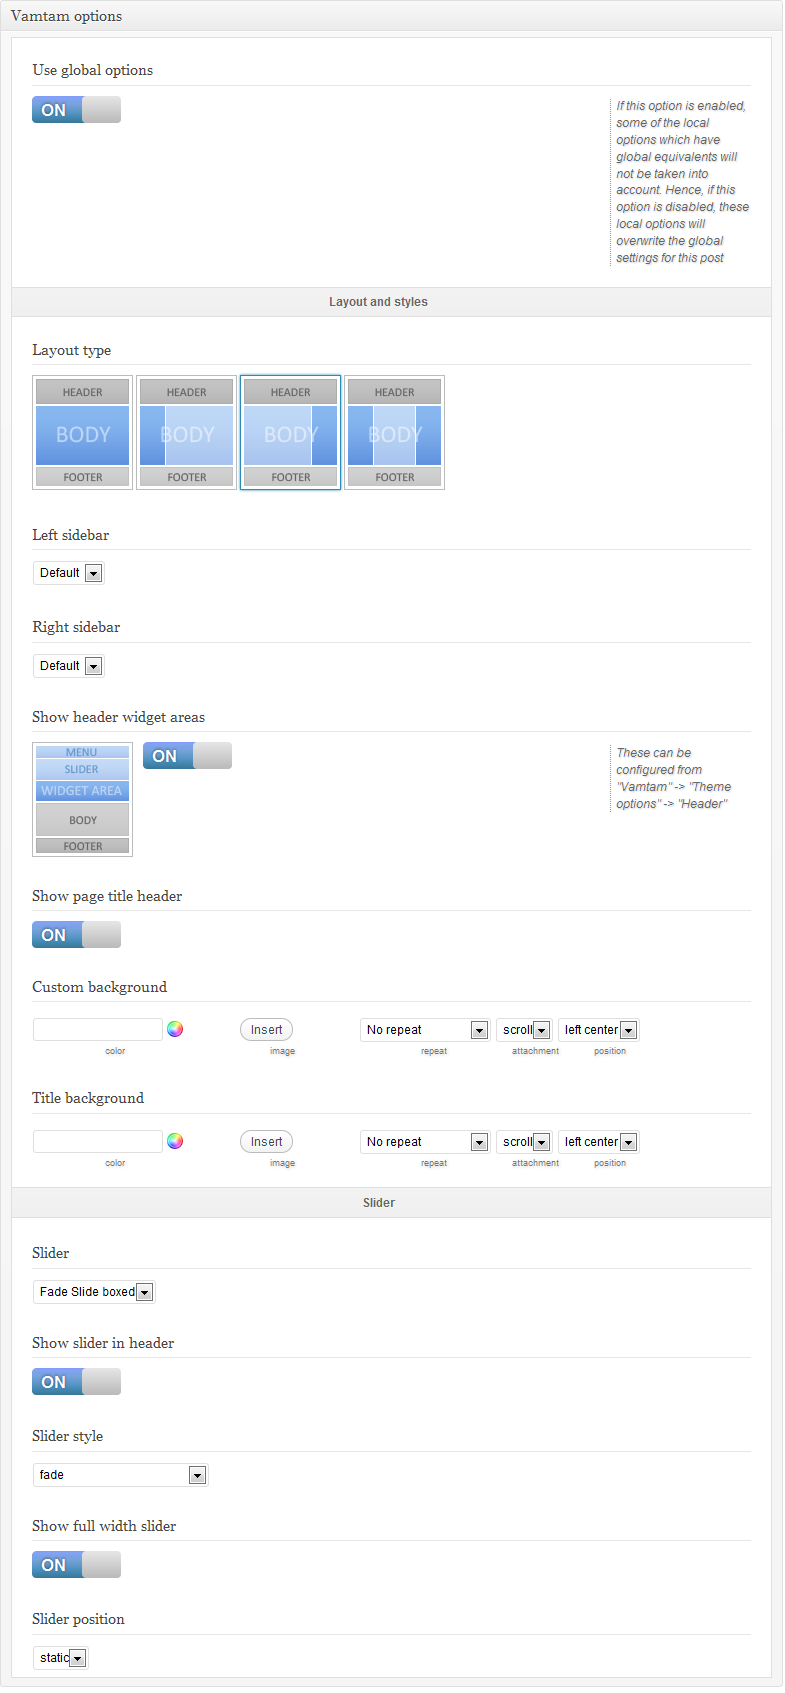 Vamtam options
Use global options
ON
If this option is enabled,
some of the local
options which have
global equivalents will
not be taken into
account. Hence, if this
option is disabled, these
local options will
overwrite the global
settings for this post
Layout and styles
Layout type
HEADER HEADER HEADER HEADER
BODY BODY BODY BODY
FOOTER FOOTER FOOTER FOOTER
Left sidebar
Default
Right sidebar
Default
Show header widget areas
MENU
SLIDER
WIDGET AREA
BODY
FOOTER
ON
These can be
configured from
"Vamtam" -> "Theme
options" -> "Header"
Show page title header
ON
Custom background
Insert No repeat scroll left center
color image repeat attachment position
Title background
Insert No repeat scroll left center
color image repeat attachment position
Slider
Slider
Fade Slide boxed
Show slider in header
ON
Slider style
fade
Show full width slider
ON
Slider position
static